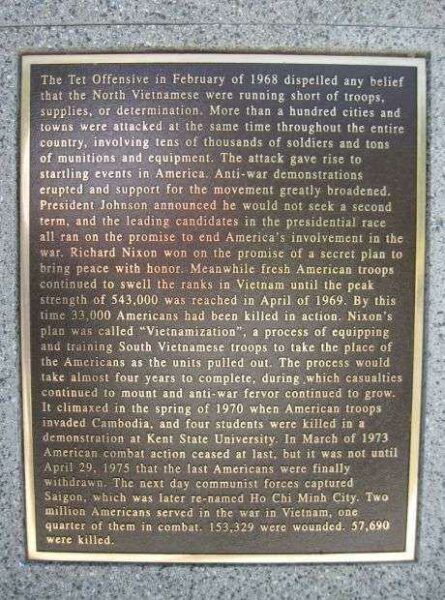 The Tet Offensive in February of 1968 dispelled any belief
that the North Vietnamese were running short of troops,
supplies, or determination. More than a hundred cities and
towns were attacked at the same time throughout the entire
country, involving tens of thousands of soldiers and tons
of munitions and equipment. The attack gave rise to
startling events in America. Anti-war demonstrations
erupted and support for the movement greatly broadened.
President Johnson announced he would not seek a second
term, and the leading candidates in the presidential race
all ran on the promise to end America's involvement in the
war. Richard Nixon won on the promise of a secret plan to
bring peace with honor. Meanwhile fresh American troops
continued to swell the ranks in Vietnam until the peak
strength of 543,000 was reached in April of 1969. By this
time 33,000 Americans had been killed in action. Nixon's
plan was called "Vietnamization", a process of equipping
and training South Vietnamese troops to take the place of
the Americans as the units pulled out. The process would
take almost four years to complete, during which casualties
continued to mount and anti-war fervor continued to grow.
It climaxed in the spring of 1970 when American troops
invaded Cambodia, and four students were killed in a
demonstration at Kent State University. In March of 1973
American combat action ceased at last, but it was not until
April 29, 1975 that the last Americans were finally
withdrawn. The next day communist forces captured
Saigon, which was later re-named Ho Chi Minh City. Two
million Americans served in the war in Vietnam, one
quarter of them in combat. 153,329 were wounded. 57,690
were killed.